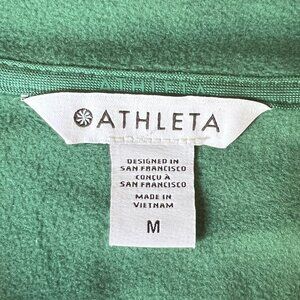 ATHLETA
DESIGNED IN
SAN FRANCISCO
CONÇU À
SAN FRANCISCO
MADE IN
VIETNAM
M